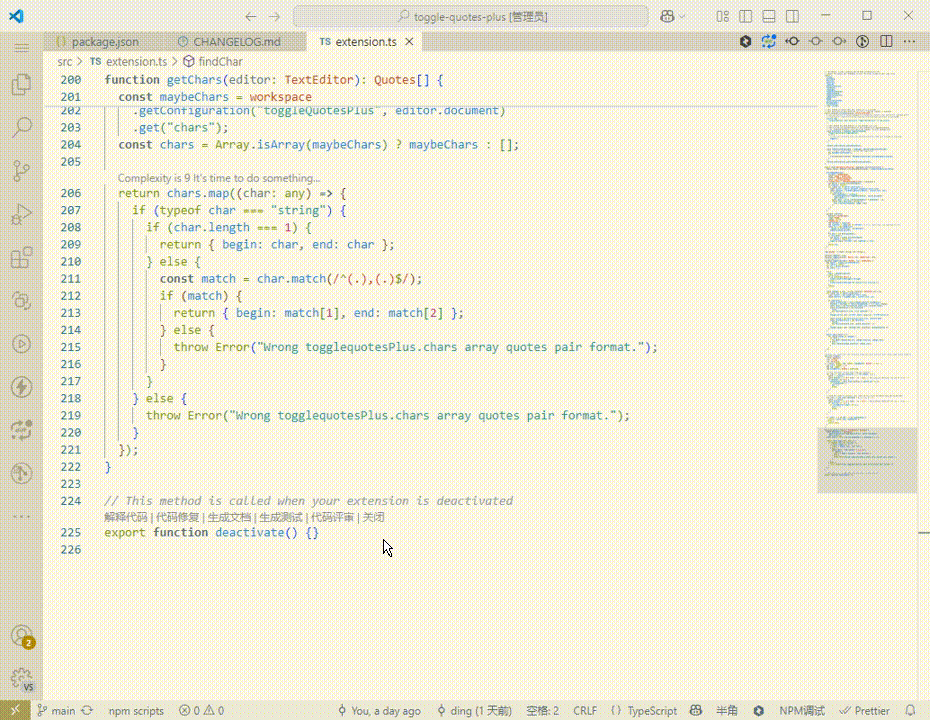 toggle-quotes-plus [管理员]
package.json
CHANGELOG.md
TS extension.ts
src > TS extension.ts > findChar
200 function getChars(editor: TextEditor): Quotes[] {
201 const maybeChars = workspace
202 .getConfiguration("toggleQuotesPlus", editor.document)
203 .get("chars");
204 const chars = Array.isArray(maybeChars) ? maybeChars : [];
205
Complexity is 9 It's time to do something...
206 return chars.map((char: any) => {
207 if (typeof char === "string") {
208 if (char.length === 1) {
209 return { begin: char, end: char };
210 } else {
211 const match = char.match(/^(.),(.)$/);
212 if (match) {
213 return { begin: match[1], end: match[2] };
214 } else {
215 throw Error("Wrong togglequotesPlus.chars array quotes pair format.");
216 }
217 }
218 } else {
219 throw Error("Wrong togglequotesPlus.chars array quotes pair format.");
220 }
221 });
222 }
223
224 // This method is called when your extension is deactivated
解释代码 | 代码修复 | 生成文档 | 生成测试 | 代码评审 | 关闭
225 export function deactivate() {}
226
2
VS
main npm scripts 0 0 You, a day ago ding (1 天前) 空格: 2 CRLF { } TypeScript 半角 NPM调试 Prettier